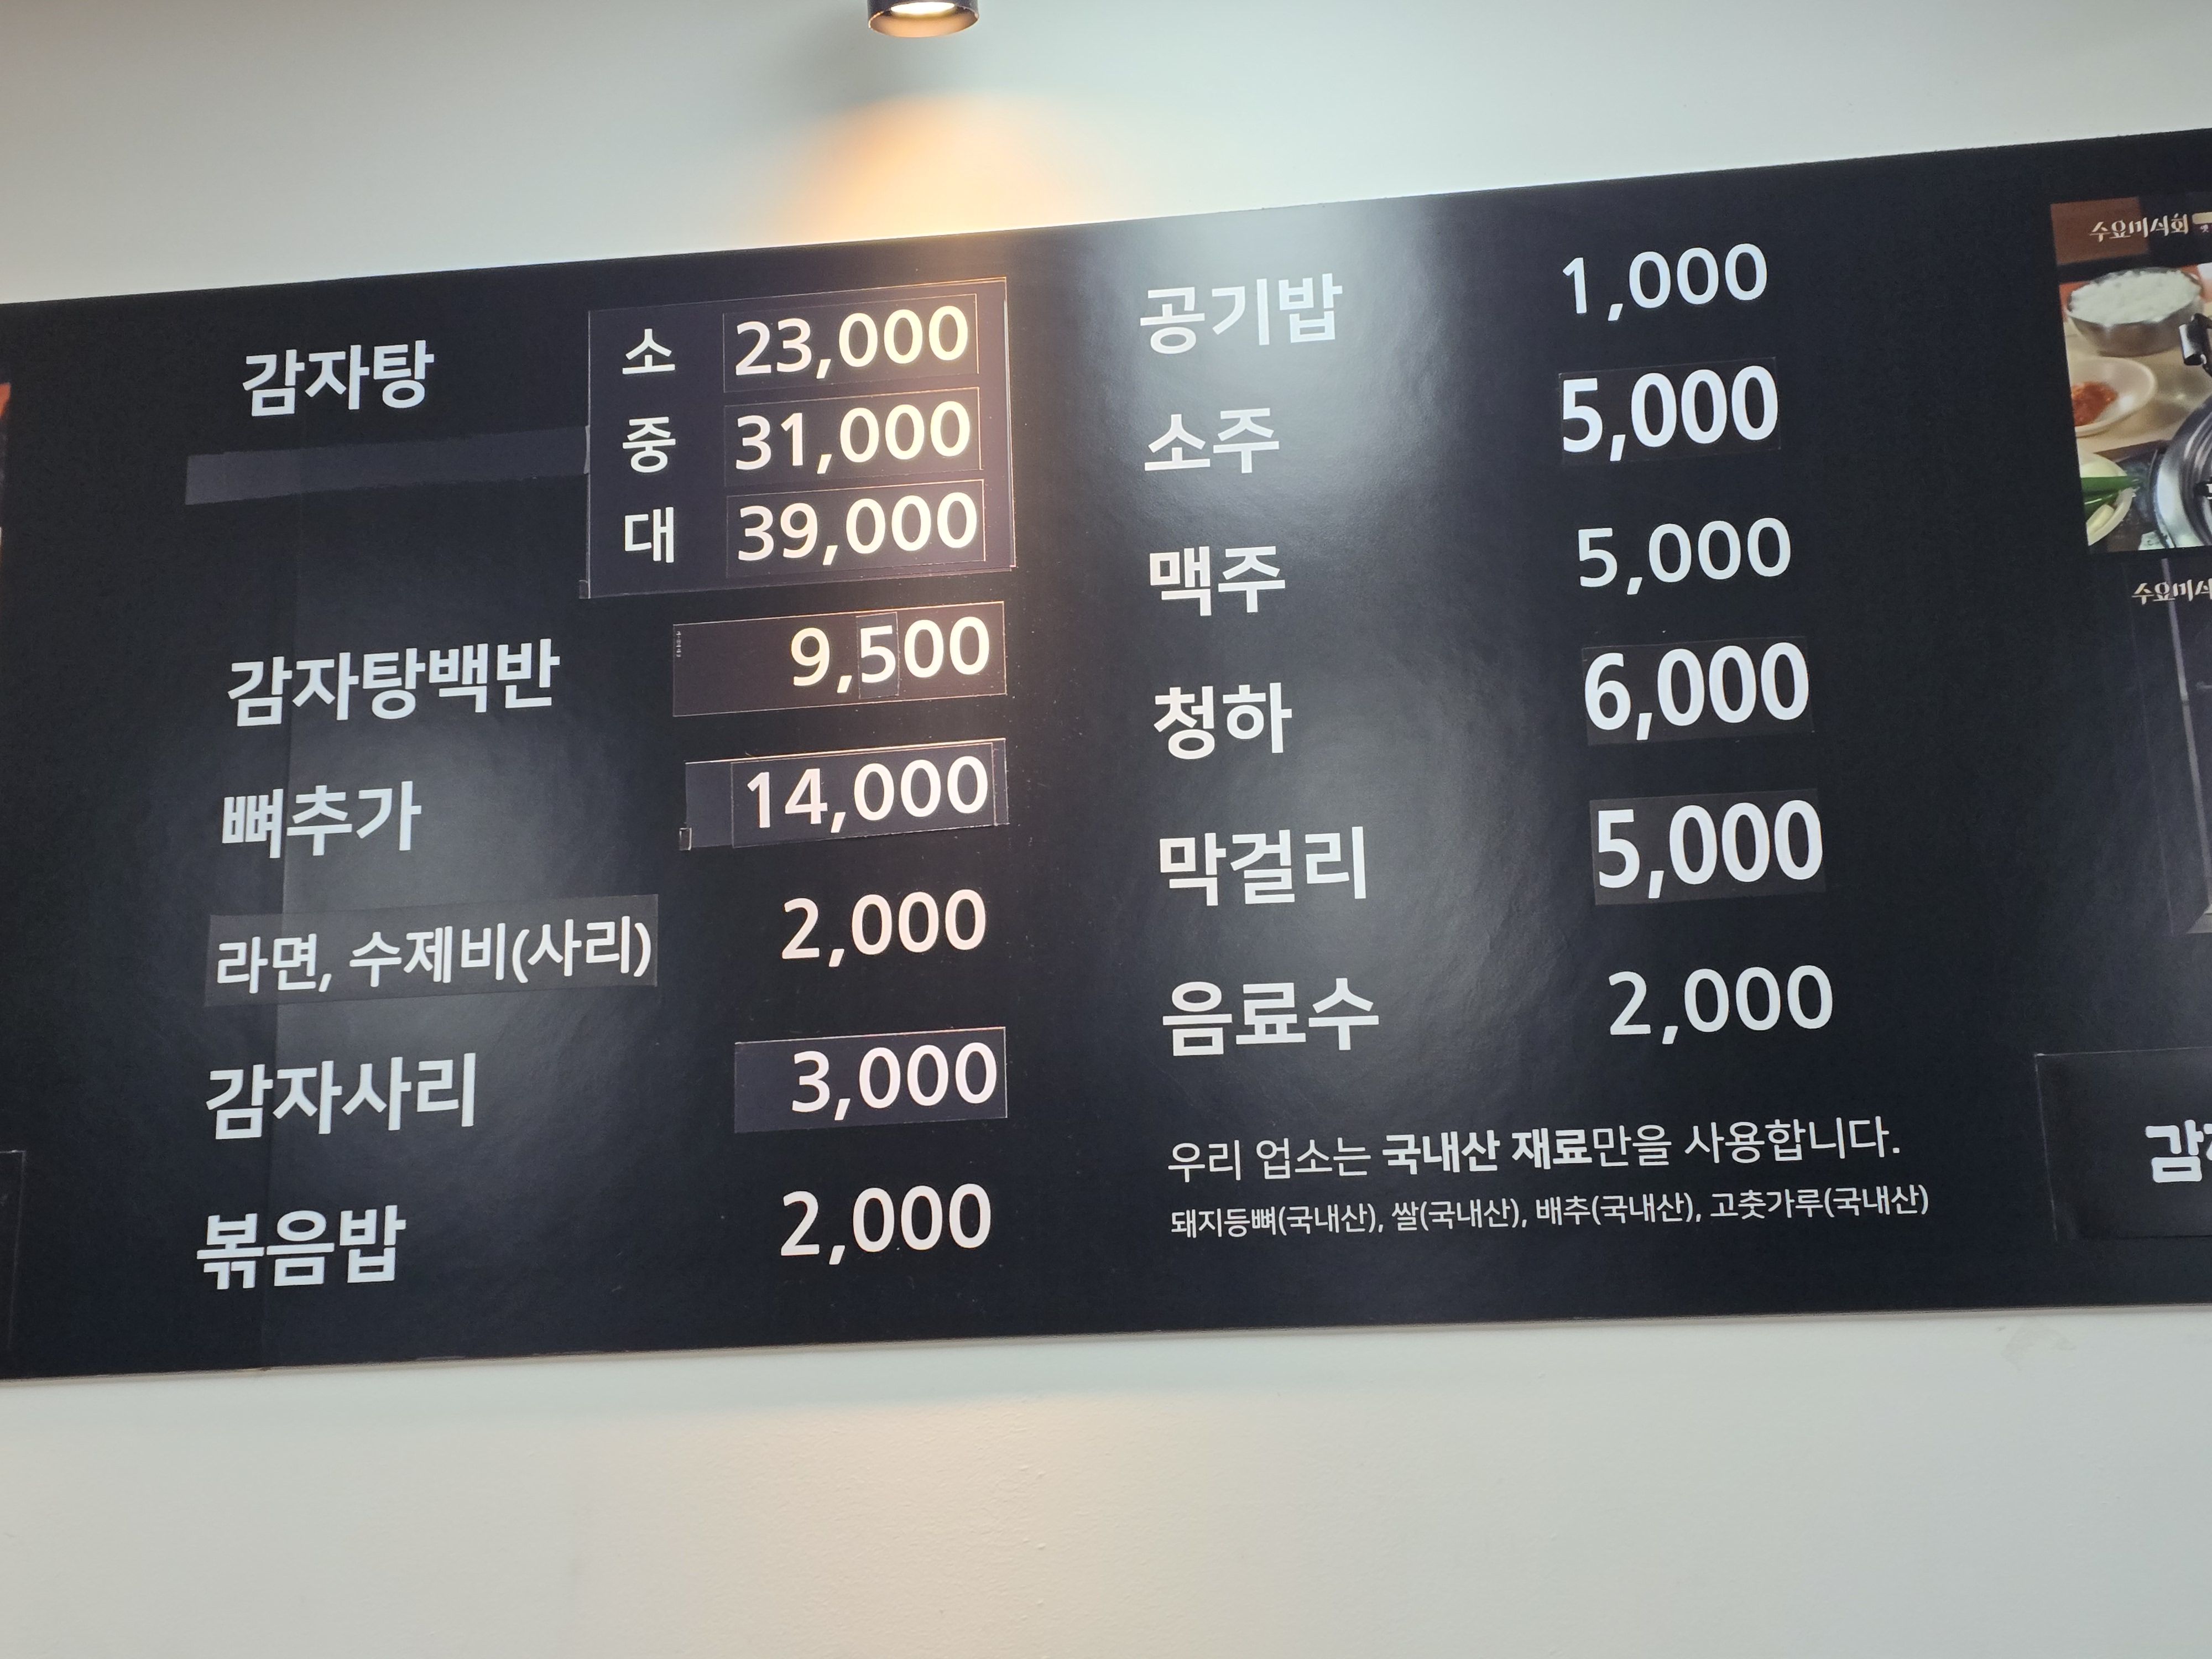 감자탕
소 23,000
중 31,000
대 39,000
감자탕백반 9,500
뼈추가 14,000
라면, 수제비(사리) 2,000
감자사리 3,000
볶음밥 2,000
공기밥 1,000
소주 5,000
맥주 5,000
청하 6,000
막걸리 5,000
음료수 2,000
우리 업소는 국내산 재료만을 사용합니다.
돼지등뼈(국내산), 쌀(국내산), 배추(국내산), 고춧가루(국내산)
수요미식회
수요미식